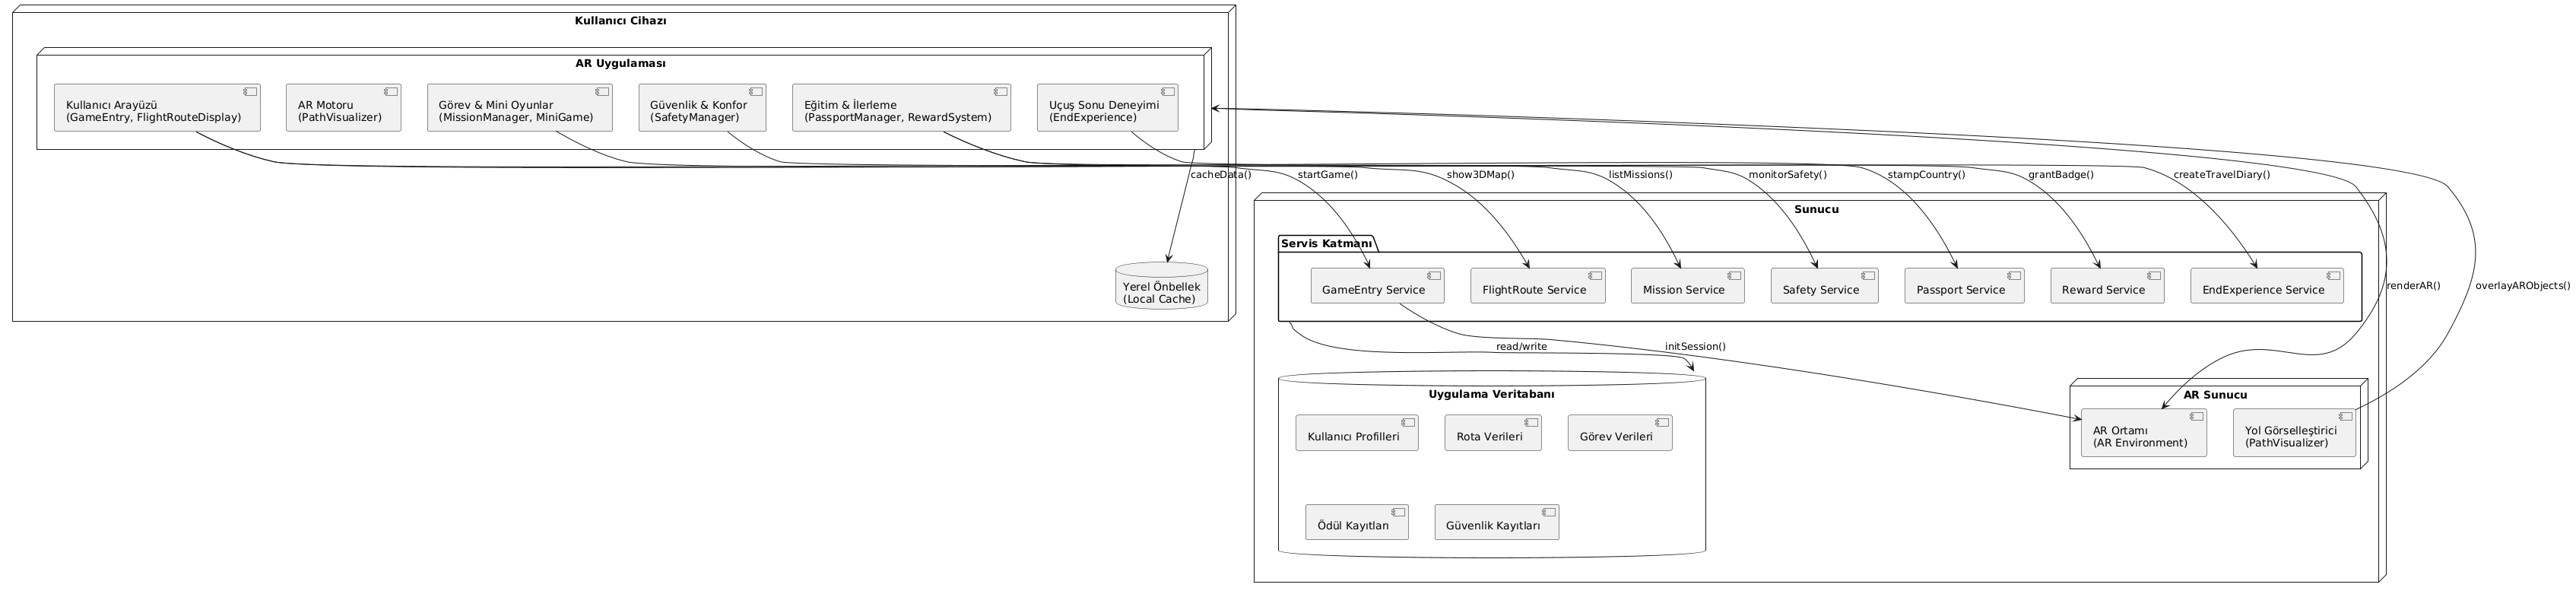 Kullanıcı Cihazı
AR Uygulaması
Kullanıcı Arayüzü
(GameEntry, FlightRouteDisplay)
AR Motoru
(PathVisualizer)
Görev & Mini Oyunlar
(MissionManager, MiniGame)
Güvenlik & Konfor
(SafetyManager)
Eğitim & İlerleme
(PassportManager, RewardSystem)
Uçuş Sonu Deneyimi
(EndExperience)
cacheData()
startGame()
show3DMap()
listMissions()
monitorSafety()
stampCountry()
grantBadge()
createTravelDiary()
Sunucu
Servis Katmanı
GameEntry Service
FlightRoute Service
Mission Service
Safety Service
Passport Service
Reward Service
EndExperience Service
Yerel Önbellek
(Local Cache)
renderAR()
overlayARObjects()
read/write
initSession()
Uygulama Veritabanı
Kullanıcı Profilleri
Rota Verileri
Görev Verileri
Ödül Kayıtları
Güvenlik Kayıtları
AR Sunucu
AR Ortamı
(AR Environment)
Yol Görselleştirici
(PathVisualizer)